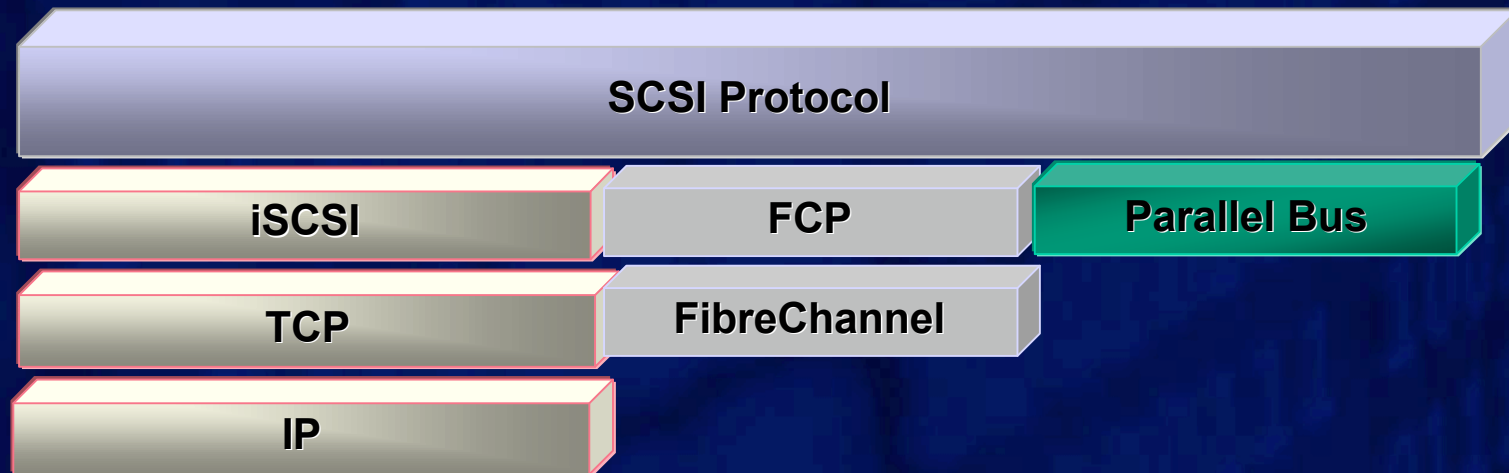 SCSI Protocol
iSCSI
FCP
Parallel Bus
TCP
FibreChannel
IP